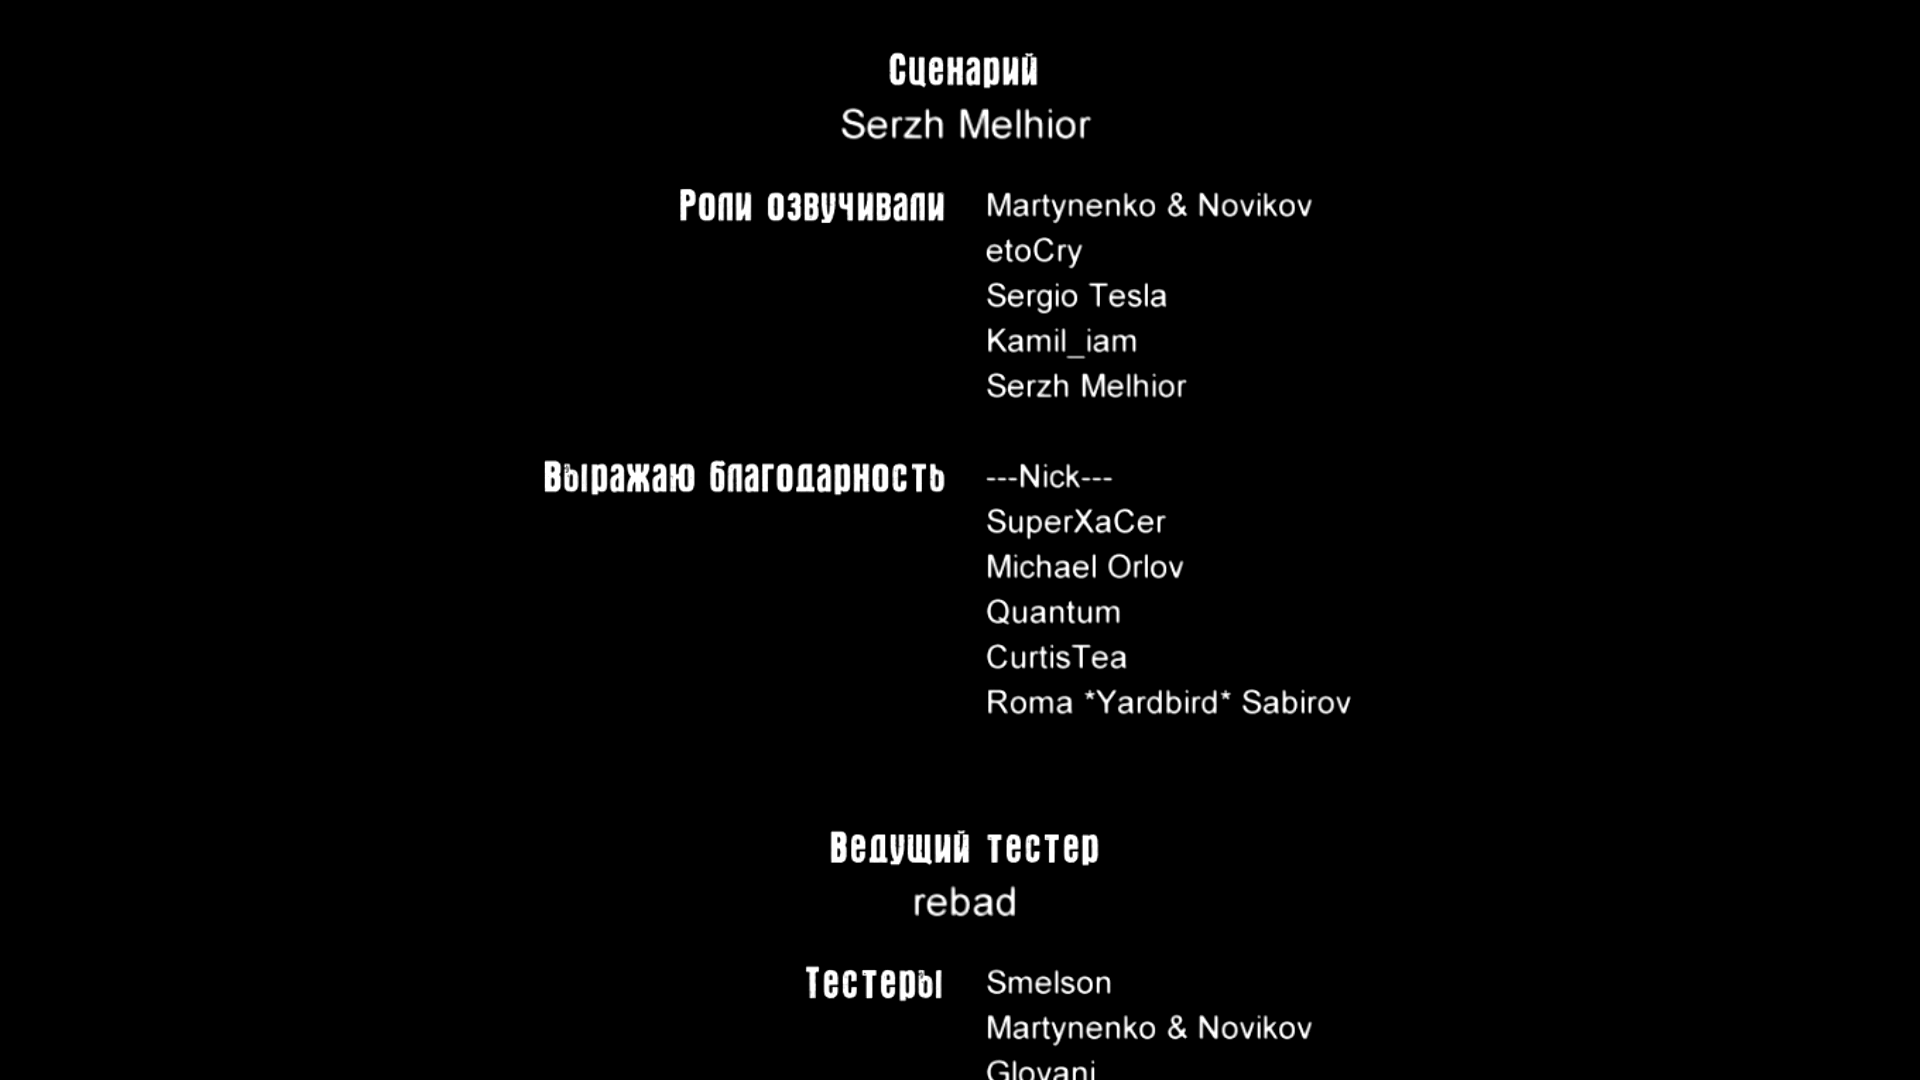 Сценарий
Serzh Melhior
Роли озвучивали Martynenko & Novikov
etoCry
Sergio Tesla
Kamil_iam
Serzh Melhior
Выражаю благодарность ---Nick---
SuperXaCer
Michael Orlov
Quantum
CurtisTea
Roma *Yardbird* Sabirov
Ведущий тестер
rebad
Тестеры Smelson
Martynenko & Novikov
Glovani